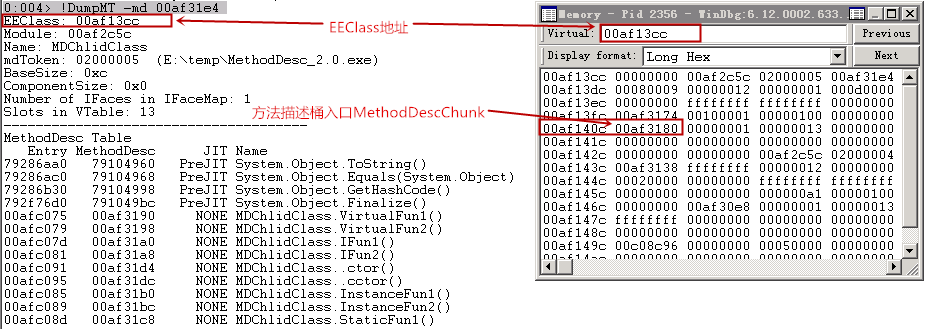 0:004> !DumpMT -md 00af31e4
EEClass: 00af13cc
Module: 00af2c5c
Name: MDChlidClass
mdToken: 02000005  (E:\temp\MethodDesc_2.0.exe)
BaseSize: 0xc
ComponentSize: 0x0
Number of IFaces in IFaceMap: 1
Slots in VTable: 13
--------------------------------------
MethodDesc Table
Entry MethodDesc      JIT Name
79286aa0   79104960   PreJIT System.Object.ToString()
79286ac0   79104968   PreJIT System.Object.Equals(System.Object)
79286b30   79104998   PreJIT System.Object.GetHashCode()
792f76d0   791049bc   PreJIT System.Object.Finalize()
00afc075   00af3190     NONE MDChlidClass.VirtualFun1()
00afc079   00af3198     NONE MDChlidClass.VirtualFun2()
00afc07d   00af31a0     NONE MDChlidClass.IFun1()
00afc081   00af31a8     NONE MDChlidClass.IFun2()
00afc091   00af31d4     NONE MDChlidClass..ctor()
00afc095   00af31dc     NONE MDChlidClass..cctor()
00afc085   00af31b0     NONE MDChlidClass.InstanceFun1()
00afc089   00af31bc     NONE MDChlidClass.InstanceFun2()
00afc08d   00af31c8     NONE MDChlidClass.StaticFun1()
EEClass地址
方法描述桶入口MethodDescChunk
Memory - Pid 2356 - WinDbg:6.12.0002.633
Virtual: 00af13cc Previous
Display format: Long Hex Next
00af13cc 00000000 00af2c5c 02000005 00af31e4
00af13dc 00080009 00000012 00000001 000d0000
00af13ec 00000000 ffffffff ffffffff 00000000
00af13fc 00af3174 00100001 00000100 00000000
00af140c 00af3180 00000001 00000013 00000000
00af141c 00000000 00000000 00000000 00000000
00af142c 00000000 00000000 00af2c5c 02000004
00af143c 00af3138 ffffffff 00000012 00000000
00af144c 00020000 00000000 ffffffff ffffffff
00af145c 00000000 00000000 000000a1 00000100
00af146c 00000000 00af30e8 00000001 00000013
00af147c ffffffff 00000000 00000000 00000000
00af148c 00000000 00000000 00000000 00000000
00af149c 00c08c96 00000000 00050000 00000000